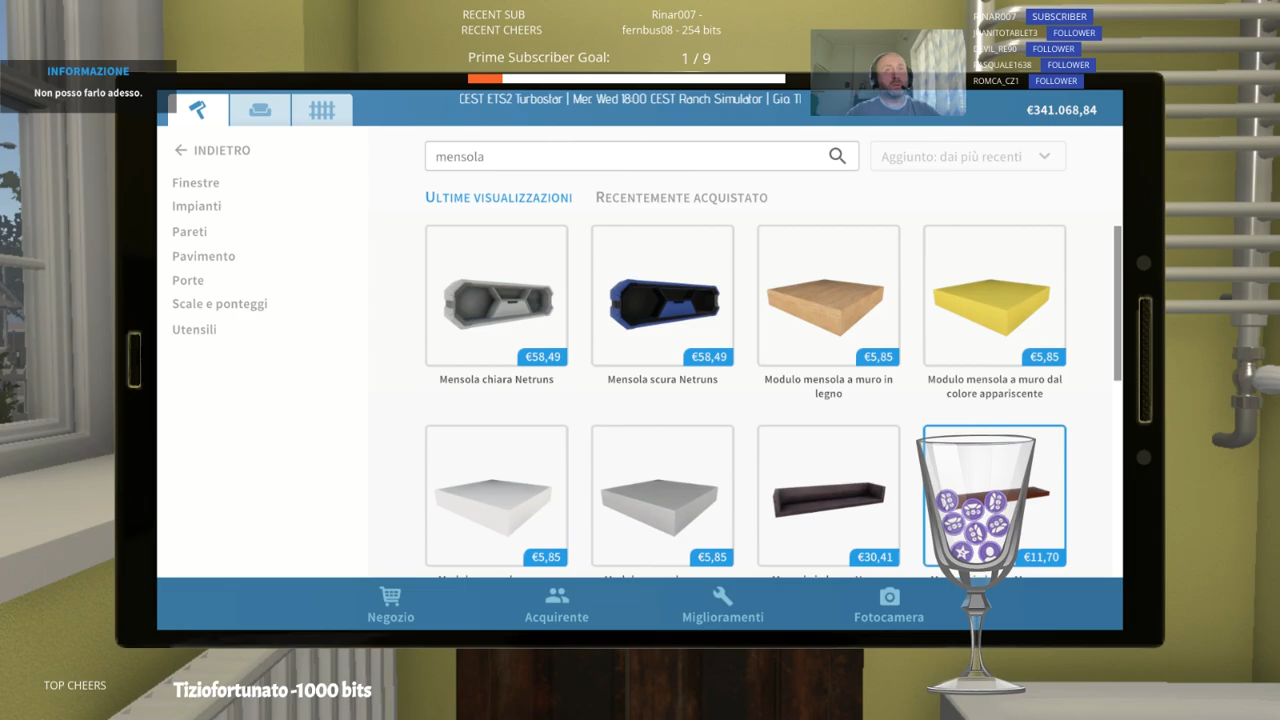 RECENT SUB
Rinar007 -
RECENT CHEERS
fernbus08 - 254 bits
Prime Subscriber Goal:
1 / 9
RINAR007 SUBSCRIBER
JUANITOTABLET3 FOLLOWER
DEVIL_RE90 FOLLOWER
PASQUALE1638 FOLLOWER
ROMCA_CZ1 FOLLOWER
INFORMAZIONE
Non posso farlo adesso.
CEST ETS2 Turbostar | Mer Wed 18:00 CEST Ranch Simulator | Gio
€341.068,84
INDIETRO
mensola
Aggiunto: dai più recenti
Finestre
Impianti
Pareti
Pavimento
Porte
Scale e ponteggi
Utensili
ULTIME VISUALIZZAZIONI
RECENTEMENTE ACQUISTATO
€58,49
€58,49
€5,85
€5,85
Mensola chiara Netruns
Mensola scura Netruns
Modulo mensola a muro in
legno
Modulo mensola a muro dal
colore appariscente
€5,85
€5,85
€30,41
€11,70
Negozio
Acquirente
Miglioramenti
Fotocamera
TOP CHEERS
Tiziofortunato -1000 bits